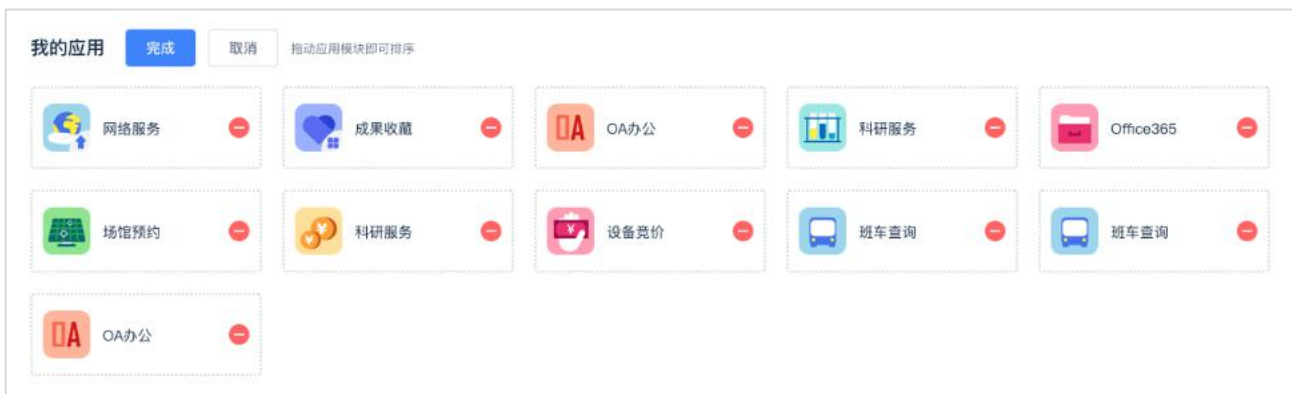 我的应用 完成 取消 拖动应用模块即可排序
网络服务 成果收藏 OA OA办公 科研服务 Office365
场馆预约 科研服务 设备竞价 班车查询 班车查询
OA OA办公